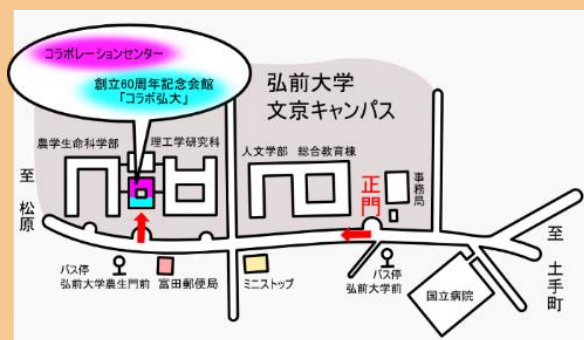 コラボレーションセンター
創立60周年記念会館
「コラボ弘大」
弘前大学
文京キャンパス
農学生命科学部
理工学研究科
人文学部 総合教育棟
事務局
正門
至 松原
至 土手町
バス停
弘前大学農生門前
富田郵便局
ミニストップ
バス停
弘前大学前
国立病院